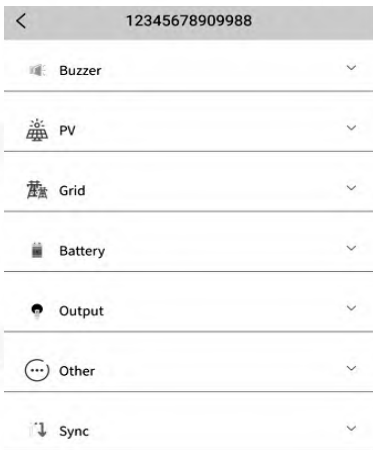 12345678909988
Buzzer
PV
Grid
Battery
Output
Other
Sync